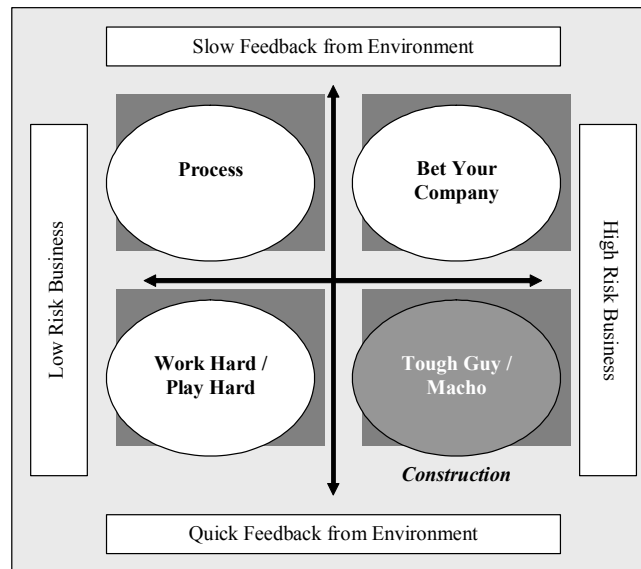 Slow Feedback from Environment
Process
Bet Your
Company
Low Risk Business
High Risk Business
Work Hard /
Play Hard
Tough Guy /
Macho
Construction
Quick Feedback from Environment